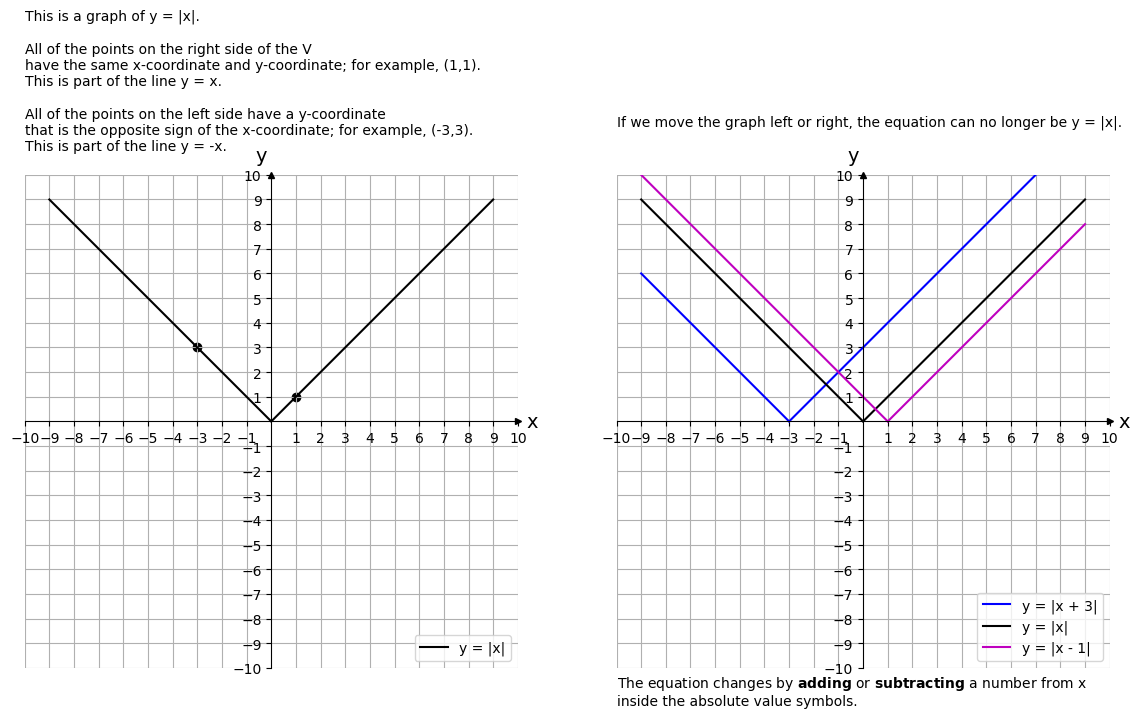 This is a graph of y = |x|.
All of the points on the right side of the V
have the same x-coordinate and y-coordinate; for example, (1,1).
This is part of the line y = x.
All of the points on the left side have a y-coordinate
that is the opposite sign of the x-coordinate; for example, (-3,3).
This is part of the line y = -x.
y
10
9
8
7
6
5
4
3
2
1
−10 −9 −8 −7 −6 −5 −4 −3 −2 −1 1 2 3 4 5 6 7 8 9 10 x
−1
−2
−3
−4
−5
−6
−7
−8
−9
−10
y = |x|
If we move the graph left or right, the equation can no longer be y = |x|.
y
10
9
8
7
6
5
4
3
2
1
−10 −9 −8 −7 −6 −5 −4 −3 −2 −1 1 2 3 4 5 6 7 8 9 10 x
−1
−2
−3
−4
−5
−6
−7
−8
−9
−10
y = |x + 3|
y = |x|
y = |x - 1|
The equation changes by adding or subtracting a number from x
inside the absolute value symbols.